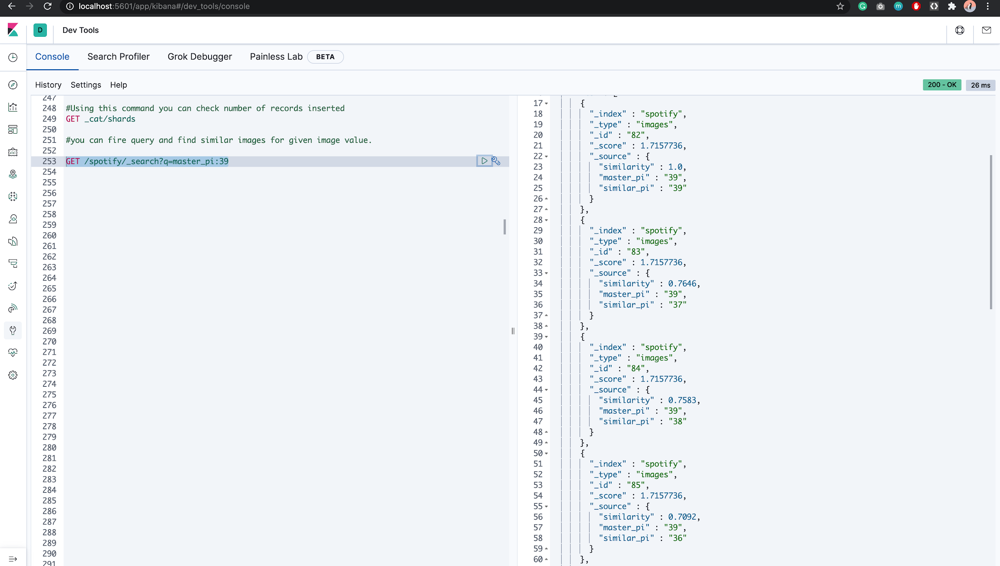 localhost:5601/app/kibana#/dev_tools/console
D
Dev Tools
Console
Search Profiler
Grok Debugger
Painless Lab
BETA
History
Settings
Help
200 - OK
26 ms
247
248 #Using this command you can check number of records inserted
249 GET _cat/shards
250
251 #you can fire query and find similar images for given image value.
252
253 GET /spotify/_search?q=master_pi:39
254
255
256
257
258
259
260
261
262
263
264
265
266
267
268
269
270
271
272
273
274
275
276
277
278
279
280
281
282
283
284
285
286
287
288
289
290
291
17 {
18 "_index" : "spotify",
19 "_type" : "images",
20 "_id" : "82",
21 "_score" : 1.7157736,
22 "_source" : {
23 "similarity" : 1.0,
24 "master_pi" : "39",
25 "similar_pi" : "39"
26 }
27 },
28 {
29 "_index" : "spotify",
30 "_type" : "images",
31 "_id" : "83",
32 "_score" : 1.7157736,
33 "_source" : {
34 "similarity" : 0.7646,
35 "master_pi" : "39",
36 "similar_pi" : "37"
37 }
38 },
39 {
40 "_index" : "spotify",
41 "_type" : "images",
42 "_id" : "84",
43 "_score" : 1.7157736,
44 "_source" : {
45 "similarity" : 0.7583,
46 "master_pi" : "39",
47 "similar_pi" : "38"
48 }
49 },
50 {
51 "_index" : "spotify",
52 "_type" : "images",
53 "_id" : "85",
54 "_score" : 1.7157736,
55 "_source" : {
56 "similarity" : 0.7092,
57 "master_pi" : "39",
58 "similar_pi" : "36"
59 }
60 },